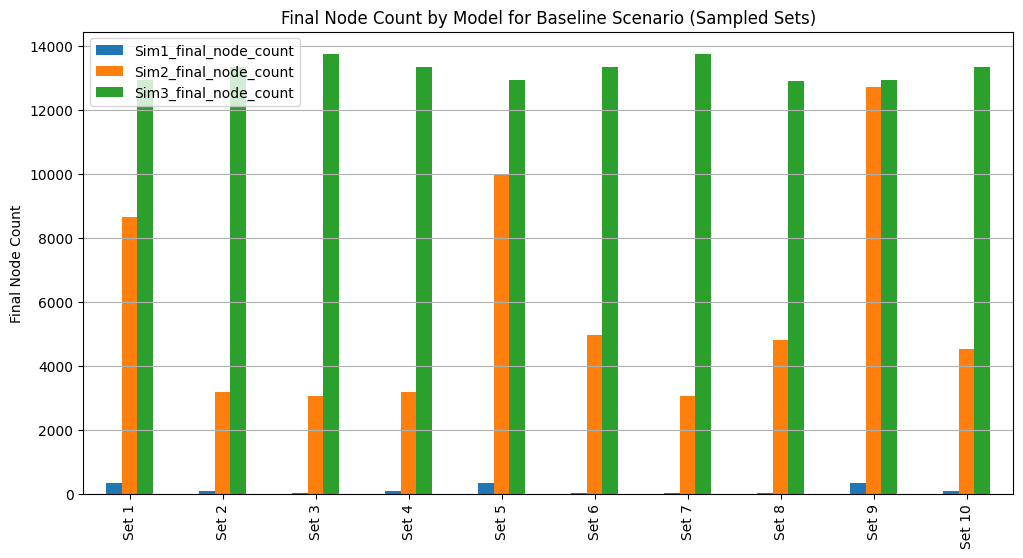 Final Node Count by Model for Baseline Scenario (Sampled Sets)
Sim1_final_node_count
Sim2_final_node_count
Sim3_final_node_count
Final Node Count
14000
12000
10000
8000
6000
4000
2000
0
Set 1
Set 2
Set 3
Set 4
Set 5
Set 6
Set 7
Set 8
Set 9
Set 10